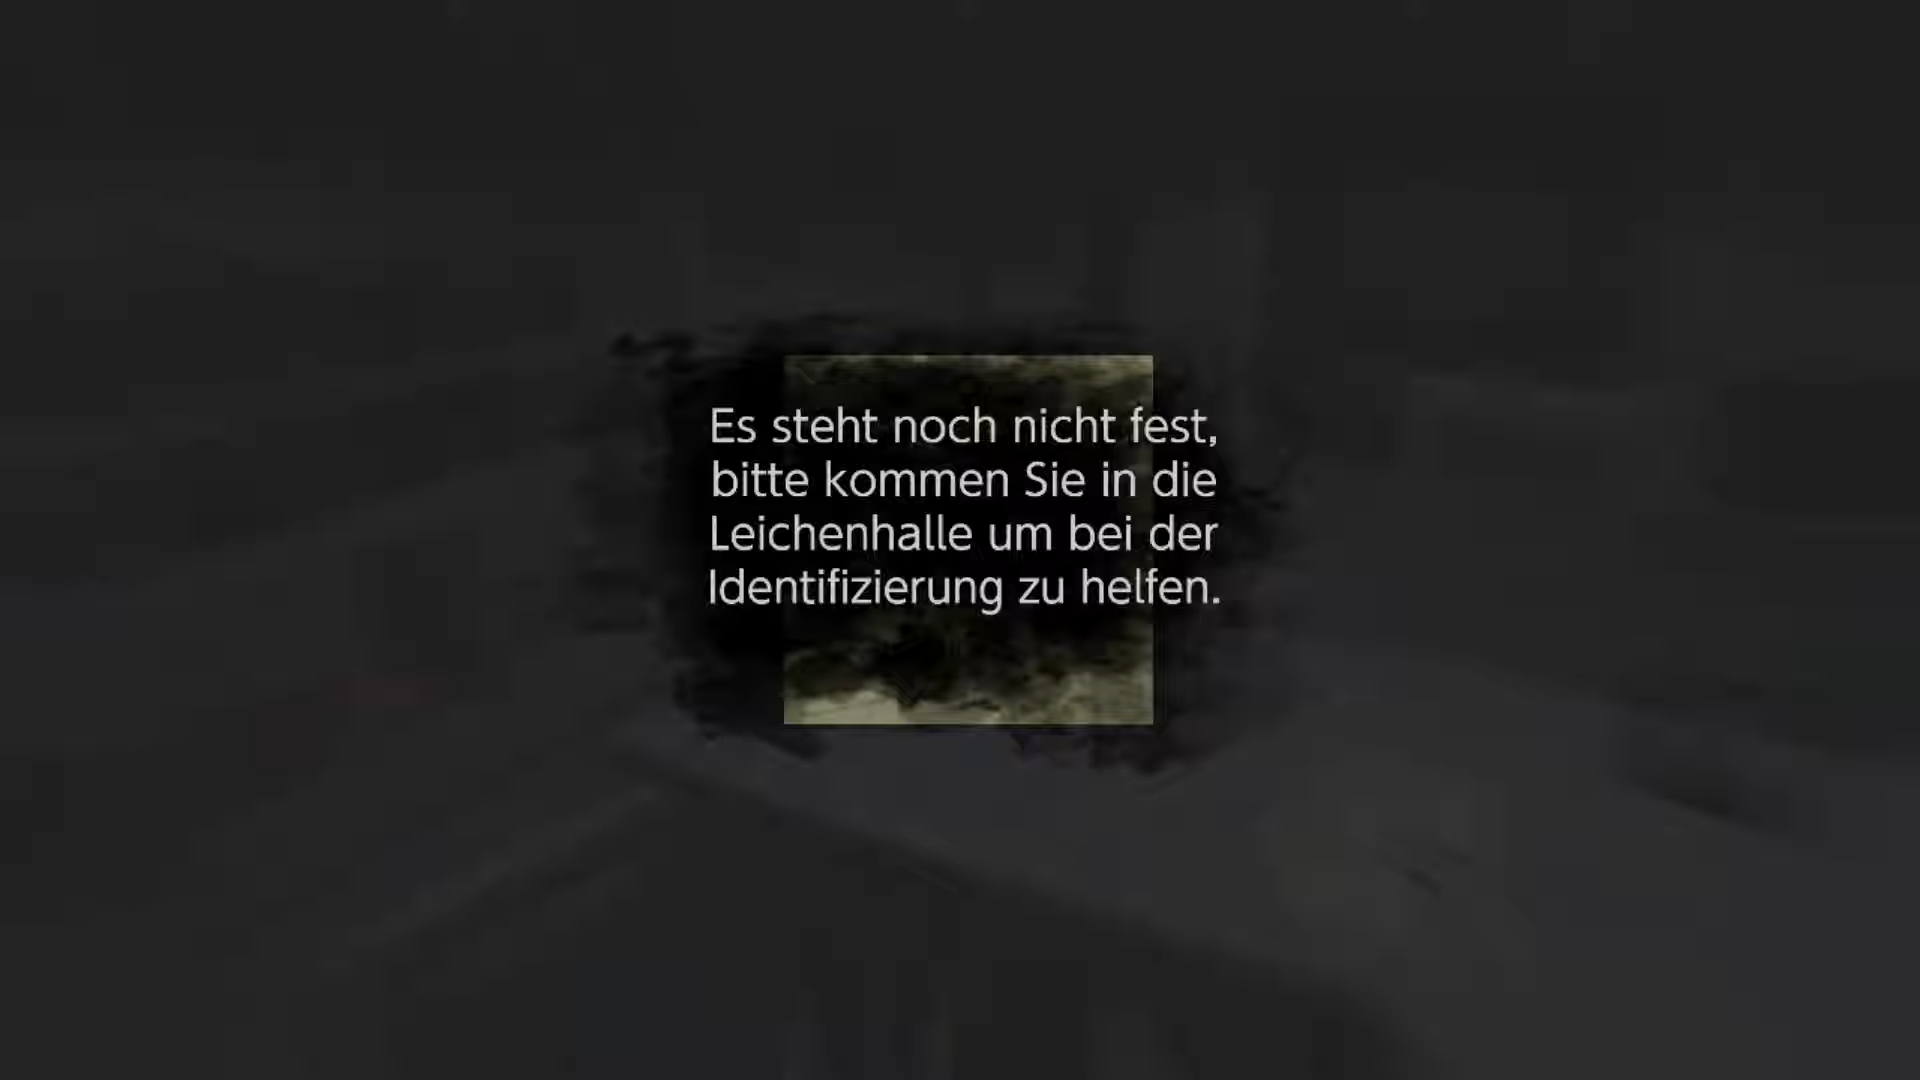 Es steht noch nicht fest,
bitte kommen Sie in die
Leichenhalle um bei der
Identifizierung zu helfen.